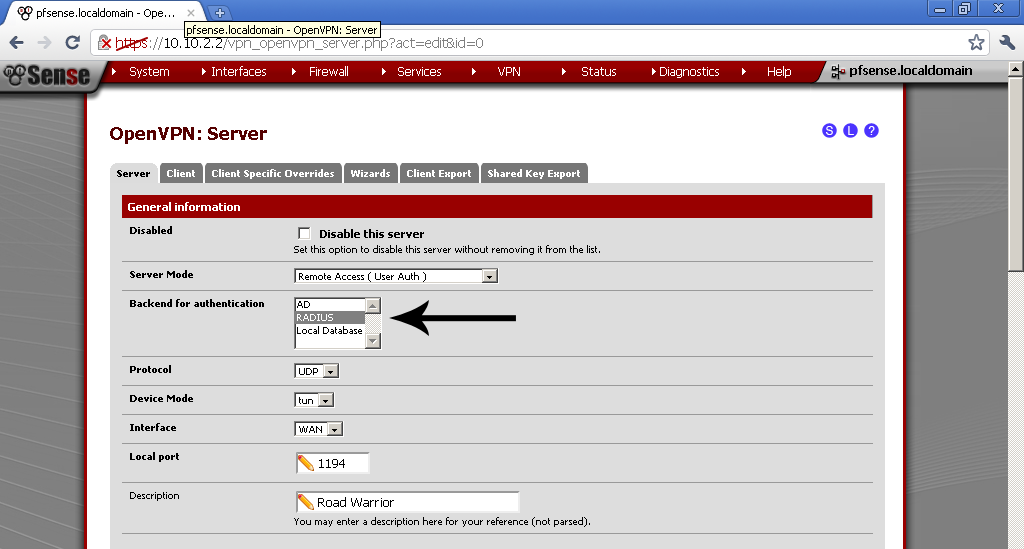 pfsense.localdomain - Ope...
pfsense.localdomain - OpenVPN: Server
https://10.10.2.2/vpn_openvpn_server.php?act=edit&id=0
Sense System Interfaces Firewall Services VPN Status Diagnostics Help pfsense.localdomain
OpenVPN: Server S L ?
Server Client Client Specific Overrides Wizards Client Export Shared Key Export
General information
Disabled Disable this server
Set this option to disable this server without removing it from the list.
Server Mode Remote Access ( User Auth )
Backend for authentication AD
RADIUS
Local Database
Protocol UDP
Device Mode tun
Interface WAN
Local port 1194
Description Road Warrior
You may enter a description here for your reference (not parsed).